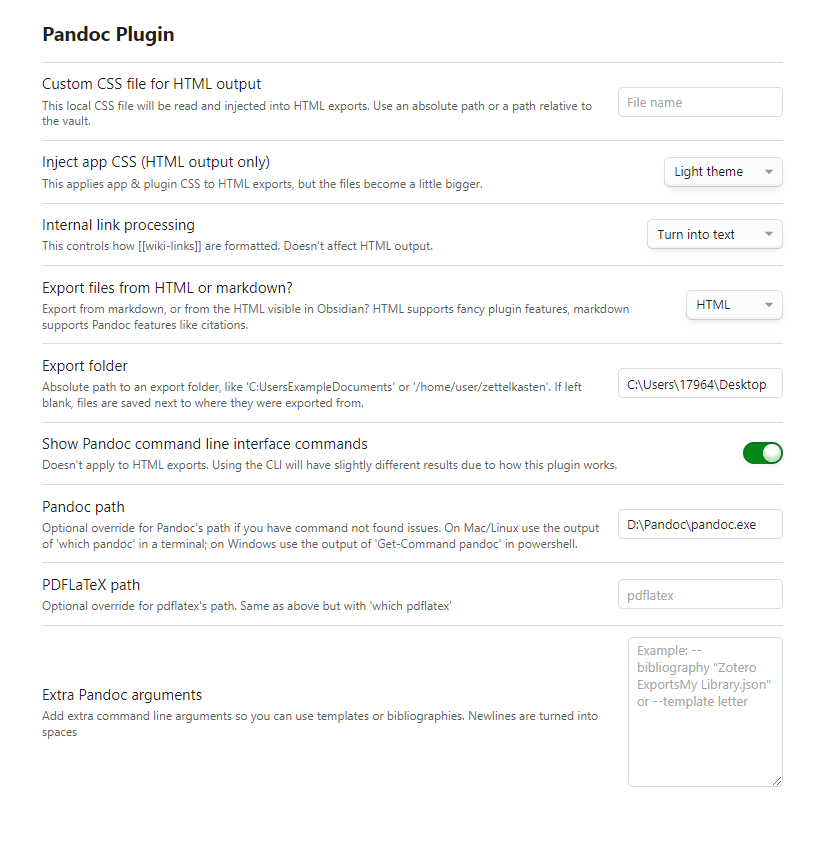 Pandoc Plugin
Custom CSS file for HTML output
This local CSS file will be read and injected into HTML exports. Use an absolute path or a path relative to
the vault.
File name
Inject app CSS (HTML output only)
This applies app & plugin CSS to HTML exports, but the files become a little bigger.
Light theme
Internal link processing
This controls how [[wiki-links]] are formatted. Doesn't affect HTML output.
Turn into text
Export files from HTML or markdown?
Export from markdown, or from the HTML visible in Obsidian? HTML supports fancy plugin features, markdown
supports Pandoc features like citations.
HTML
Export folder
Absolute path to an export folder, like 'C:UsersExampleDocuments' or '/home/user/zettelkasten'. If left
blank, files are saved next to where they were exported from.
C:\Users\17964\Desktop
Show Pandoc command line interface commands
Doesn't apply to HTML exports. Using the CLI will have slightly different results due to how this plugin works.
Pandoc path
Optional override for Pandoc's path if you have command not found issues. On Mac/Linux use the output
of 'which pandoc' in a terminal; on Windows use the output of 'Get-Command pandoc' in powershell.
D:\Pandoc\pandoc.exe
PDFLaTeX path
Optional override for pdflatex's path. Same as above but with 'which pdflatex'
pdflatex
Extra Pandoc arguments
Add extra command line arguments so you can use templates or bibliographies. Newlines are turned into
spaces
Example: --
bibliography "Zotero
ExportsMy Library.json"
or --template letter